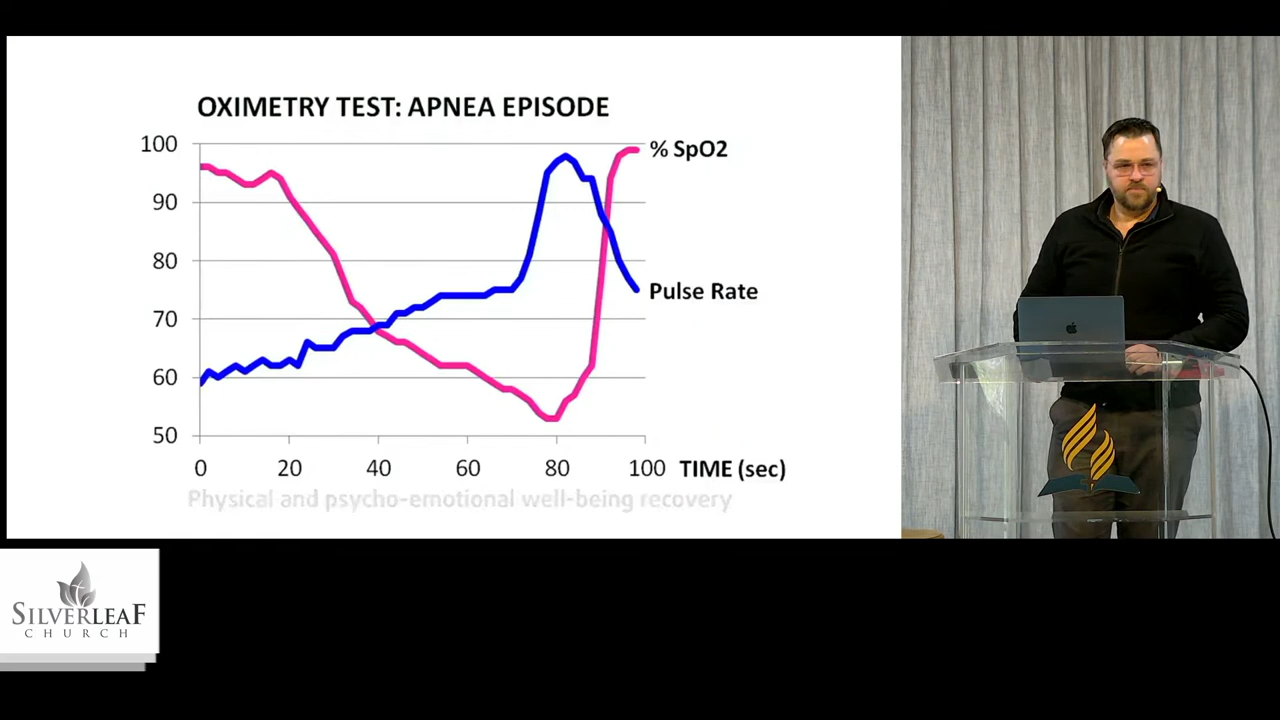 OXIMETRY TEST: APNEA EPISODE
100
90
80
70
60
50
% SpO2
Pulse Rate
0 20 40 60 80 100 TIME (sec)
Physical and psycho-emotional well-being recovery
SILVERLEAF
CHURCH